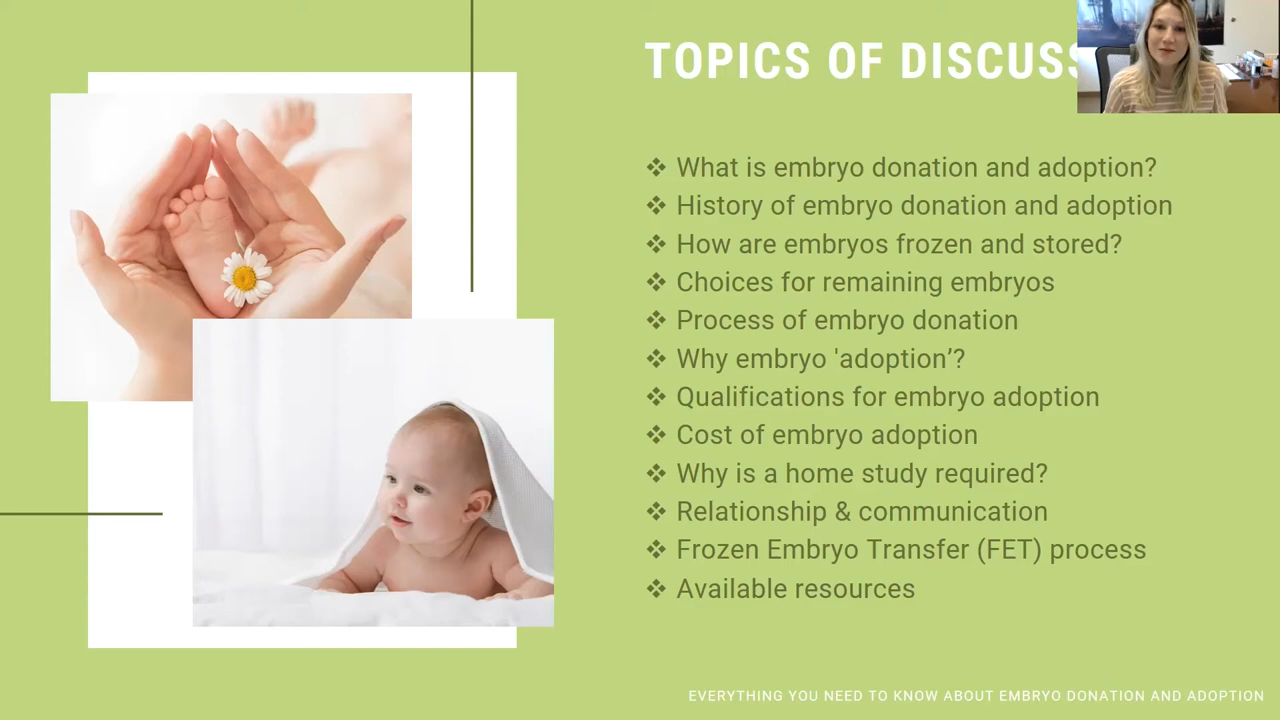 TOPICS OF DISCUSS
What is embryo donation and adoption?
History of embryo donation and adoption
How are embryos frozen and stored?
Choices for remaining embryos
Process of embryo donation
Why embryo 'adoption’?
Qualifications for embryo adoption
Cost of embryo adoption
Why is a home study required?
Relationship & communication
Frozen Embryo Transfer (FET) process
Available resources
EVERYTHING YOU NEED TO KNOW ABOUT EMBRYO DONATION AND ADOPTION